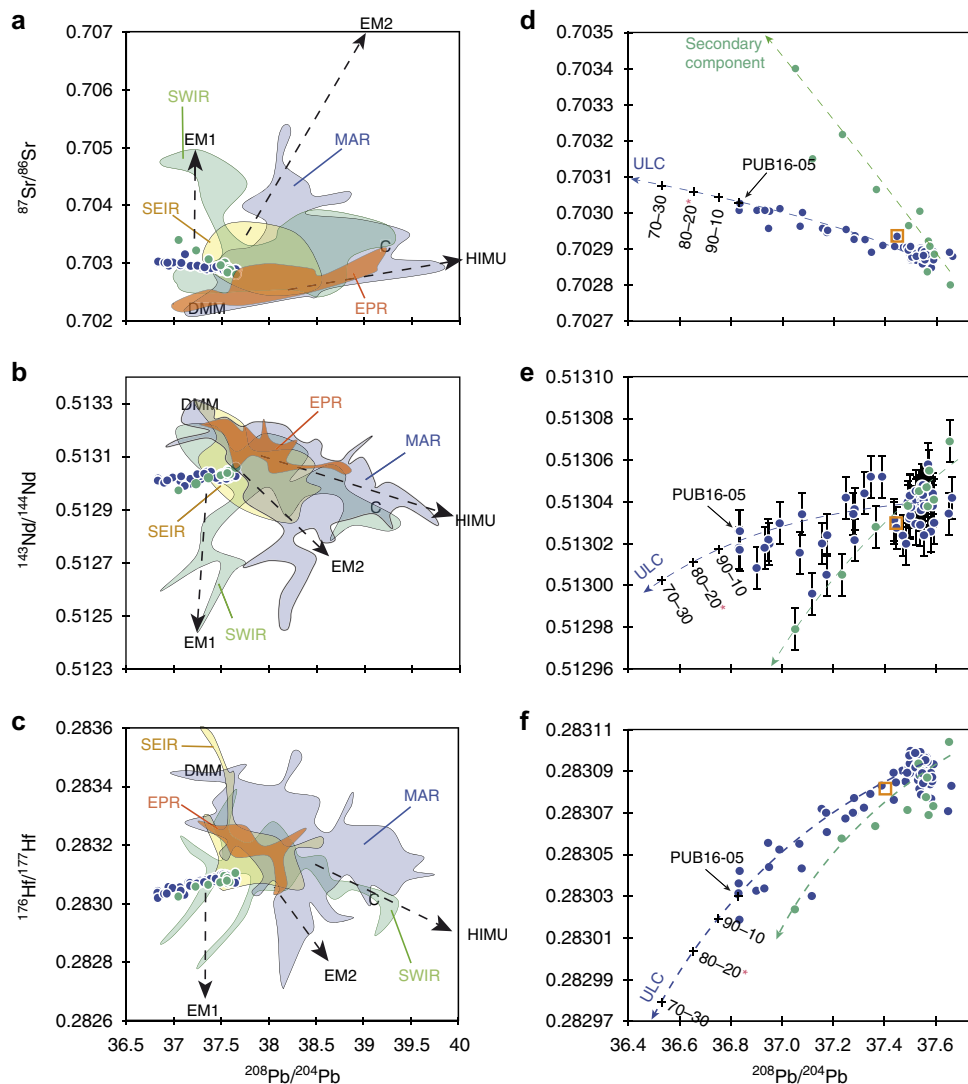 a
0.707
0.706
0.705
0.704
0.703
0.702
87Sr/86Sr
EM2
SWIR
EM1
MAR
SEIR
C
HIMU
DMM
EPR
b
0.5133
0.5131
0.5129
0.5127
0.5125
0.5123
143Nd/144Nd
DMM
EPR
MAR
SEIR
C
HIMU
EM2
SWIR
EM1
c
0.2836
0.2834
0.2832
0.2830
0.2828
0.2826
176Hf/177Hf
SEIR
DMM
EPR
MAR
C
HIMU
EM2
SWIR
EM1
36.5 37 37.5 38 38.5 39 39.5 40
208Pb/204Pb
d
0.7035
0.7034
0.7033
0.7032
0.7031
0.7030
0.7029
0.7028
0.7027
Secondary
component
ULC
PUB16-05
70–30
80–20*
90–10
e
0.51310
0.51308
0.51306
0.51304
0.51302
0.51300
0.51298
0.51296
PUB16-05
ULC
90–10
80–20*
70–30
f
0.28311
0.28309
0.28307
0.28305
0.28303
0.28301
0.28299
0.28297
PUB16-05
90–10
80–20*
ULC
70–30
36.4 36.6 36.8 37.0 37.2 37.4 37.6
208Pb/204Pb